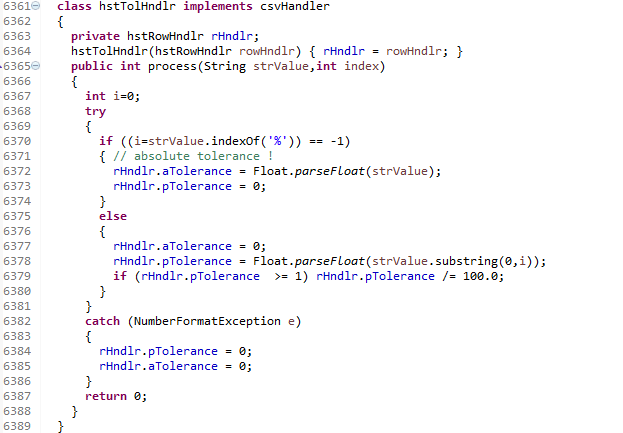 6361 class hstTolHndlr implements csvHandler
6362 {
6363   private hstRowHndlr rHndlr;
6364   hstTolHndlr(hstRowHndlr rowHndlr) { rHndlr = rowHndlr; }
6365   public int process(String strValue,int index)
6366   {
6367     int i=0;
6368     try
6369     {
6370       if ((i=strValue.indexOf('%')) == -1)
6371       { // absolute tolerance !
6372         rHndlr.aTolerance = Float.parseFloat(strValue);
6373         rHndlr.pTolerance = 0;
6374       }
6375       else
6376       {
6377         rHndlr.aTolerance = 0;
6378         rHndlr.pTolerance = Float.parseFloat(strValue.substring(0,i));
6379         if (rHndlr.pTolerance  >= 1) rHndlr.pTolerance /= 100.0;
6380       }
6381     }
6382     catch (NumberFormatException e)
6383     {
6384       rHndlr.pTolerance = 0;
6385       rHndlr.aTolerance = 0;
6386     }
6387     return 0;
6388   }
6389 }